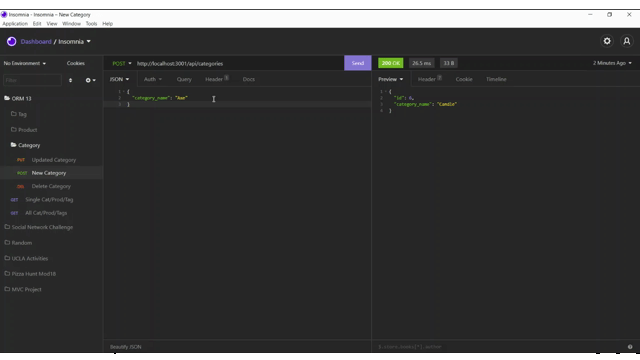 Insomnia - New Category
Application Edit View Window Tools Help
Dashboard / Insomnia
No Environment Cookies
POST http://localhost:3001/api/categories Send
200 OK 26.5 ms 33 B 2 Minutes Ago
Filter
JSON Auth Query Header 1 Docs
Preview Header 7 Cookie Timeline
ORM 13
Tag
Product
Category
PUT Updated Category
POST New Category
DEL Delete Category
GET Single Cat/Prod/Tag
GET All Cat/Prod/Tags
Social Network Challenge
Random
UCLA Activities
Pizza Hunt Mod18
MVC Project
1 {
2 "category_name": "Axe"
3 }
1 {
2 "id": 6,
3 "category_name": "Candle"
4 }
Beautify JSON